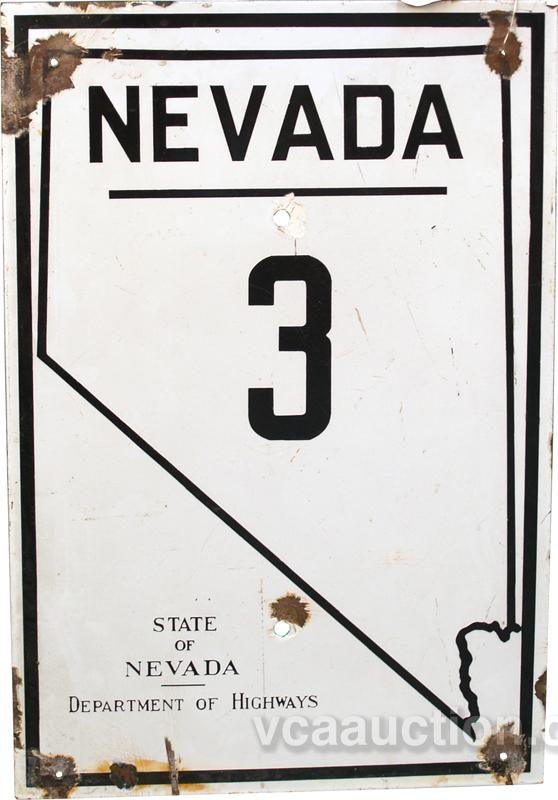 NEVADA
3
STATE
OF
NEVADA
DEPARTMENT OF HIGHWAYS
vcaauction.c